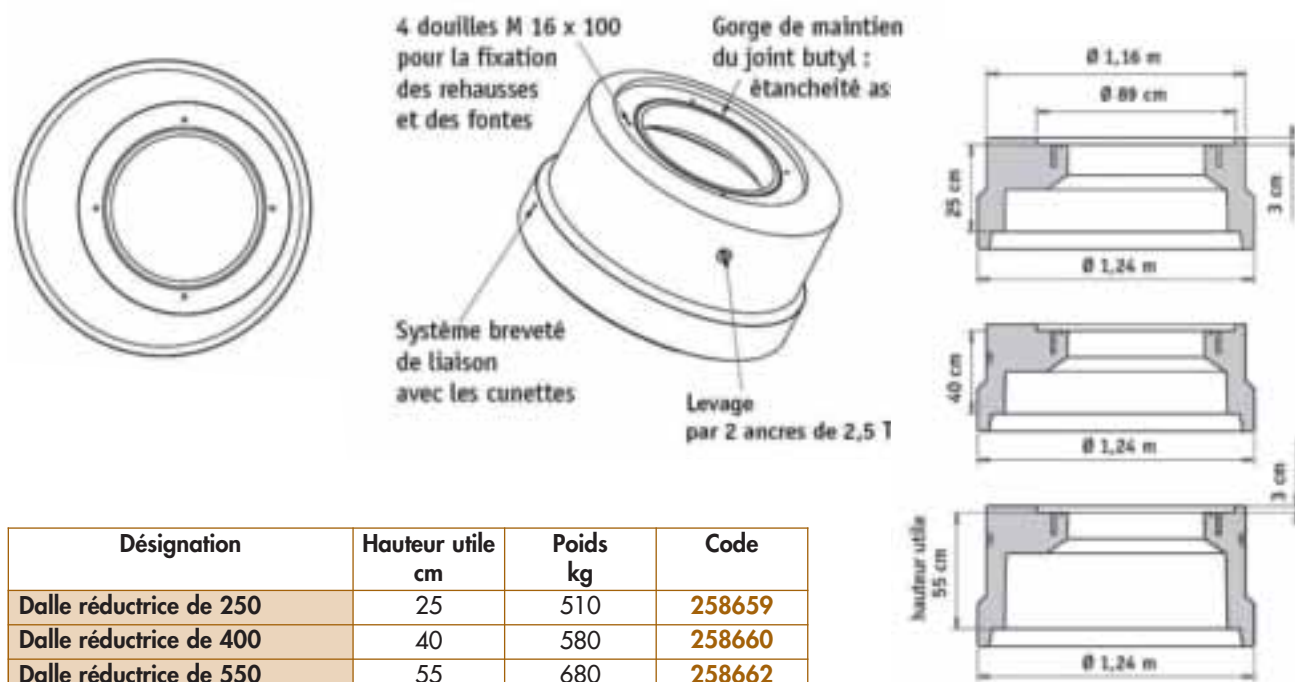 4 douilles M 16 x 100
pour la fixation
des rehausses
et des fontes
Gorge de maintien
du joint butyl :
étancheité as
Système breveté
de liaison
avec les cunettes
Levage
par 2 ancres de 2,5 T
Ø 1,16 m
Ø 89 cm
25 cm
3 cm
Ø 1,24 m
40 cm
Ø 1,24 m
3 cm
hauteur utile
55 cm
Ø 1,24 m
Désignation Hauteur utile cm Poids kg Code
Dalle réductrice de 250 25 510 258659
Dalle réductrice de 400 40 580 258660
Dalle réductrice de 550 55 680 258662